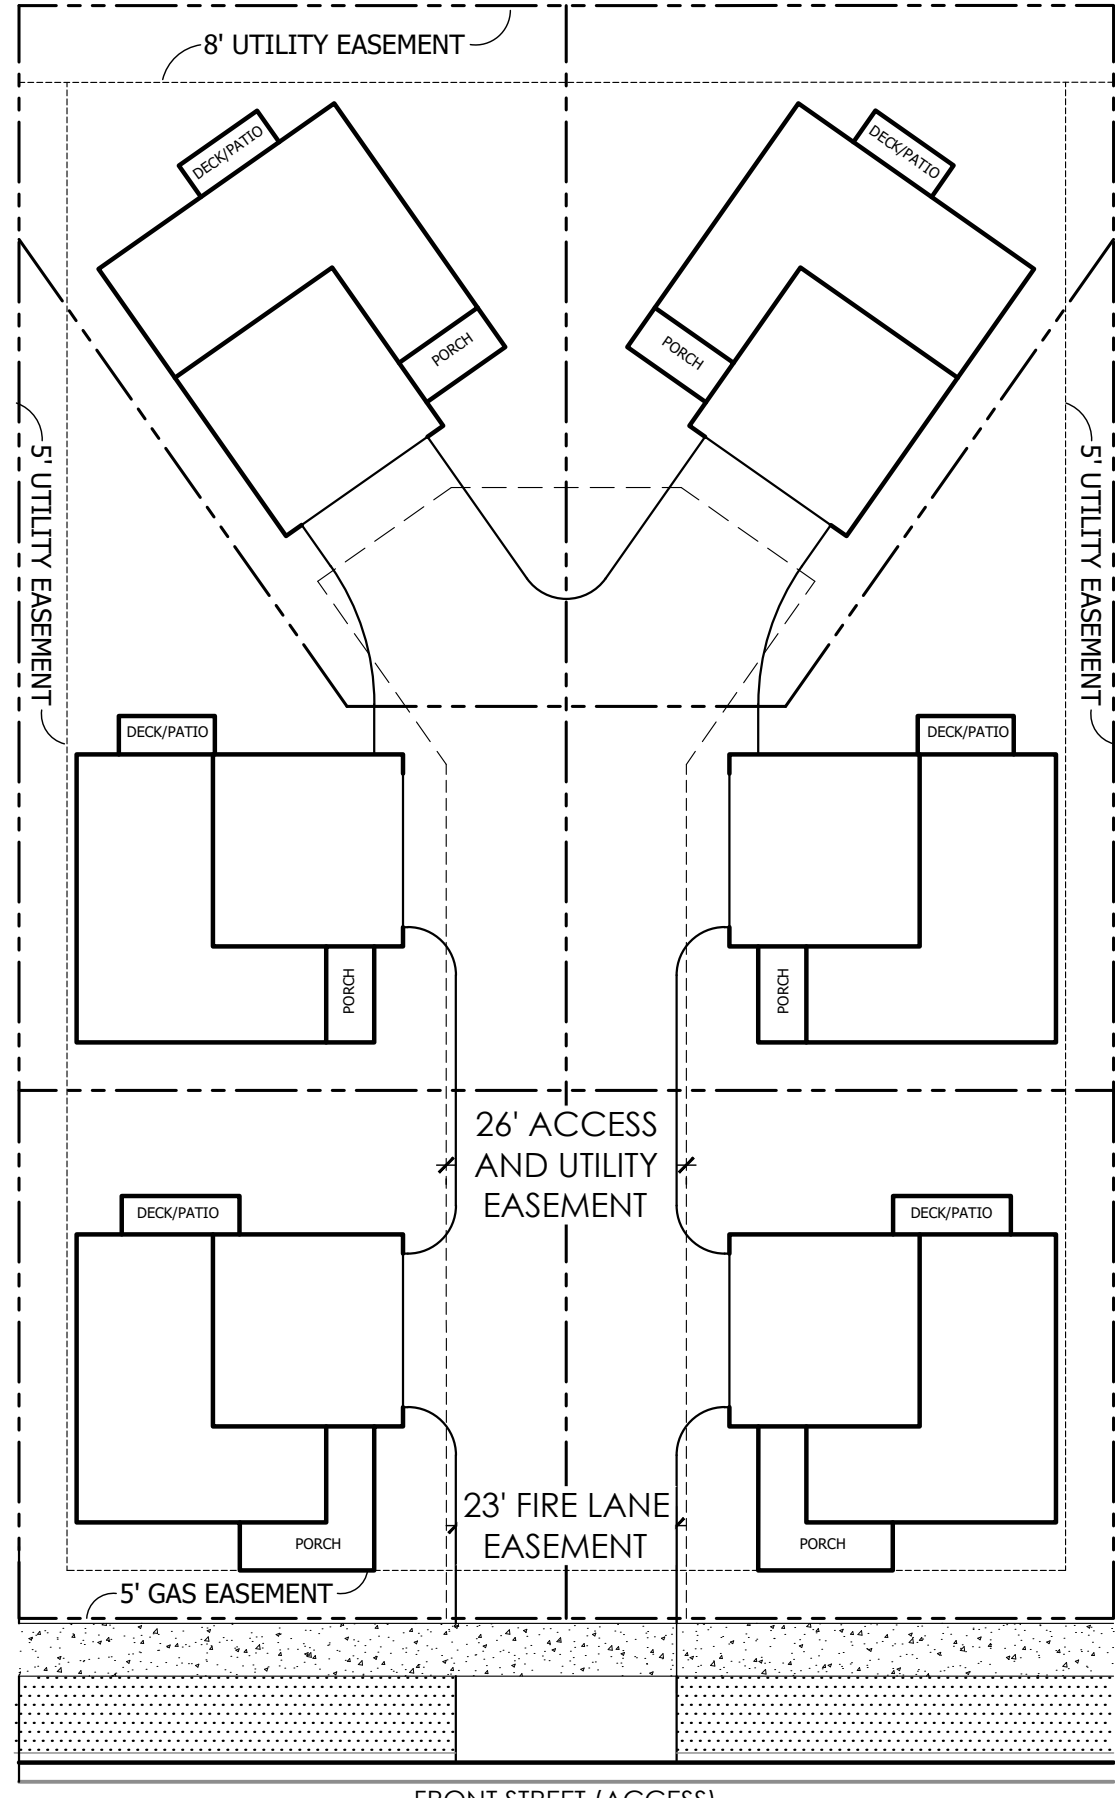 8' UTILITY EASEMENT
DECK/PATIO
DECK/PATIO
PORCH
PORCH
5' UTILITY EASEMENT
5' UTILITY EASEMENT
DECK/PATIO
DECK/PATIO
PORCH
PORCH
26' ACCESS
AND UTILITY
EASEMENT
DECK/PATIO
DECK/PATIO
23' FIRE LANE
EASEMENT
PORCH
PORCH
5' GAS EASEMENT
FRONT STREET (ACCESS)